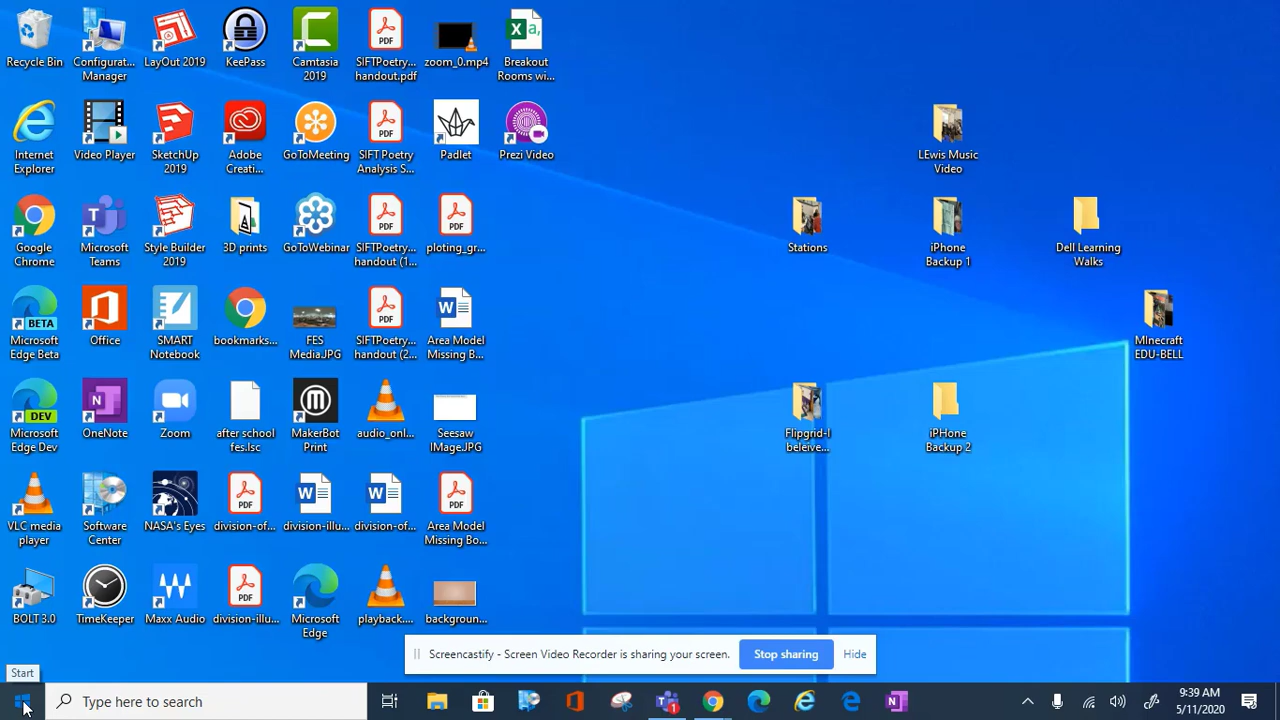 Recycle Bin
Configurat...
Manager
LayOut 2019
KeePass
Camtasia
2019
SIFTPoetry...
handout.pdf
zoom_0.mp4
Breakout
Rooms wi...
Internet
Explorer
Video Player
SketchUp
2019
Adobe
Creati...
GoToMeeting
SIFT Poetry
Analysis S...
Padlet
Prezi Video
LEwis Music
Video
Google
Chrome
Microsoft
Teams
Style Builder
2019
3D prints
GoToWebinar
SIFTPoetry...
handout (1...
ploting_gr...
Stations
iPhone
Backup 1
Dell Learning
Walks
BETA
Microsoft
Edge Beta
Office
SMART
Notebook
bookmarks...
FES
MediaJPG
SIFTPoetry...
handout (2...
Area Model
Missing B...
MInecraft
EDU-BELL
DEV
Microsoft
Edge Dev
OneNote
Zoom
after school
fes.lsc
MakerBot
Print
audio_onl...
Seesaw
IMage.JPG
Flipgrid-I
beleive...
iPHone
Backup 2
VLC media
player
Software
Center
NASA's Eyes
division-of...
division-illu...
division-of...
Area Model
Missing Bo...
BOLT 3.0
TimeKeeper
Maxx Audio
division-illu...
Microsoft
Edge
playback....
backgroun...
Screencastify - Screen Video Recorder is sharing your screen.
Stop sharing
Hide
Start
Type here to search
9:39 AM
5/11/2020